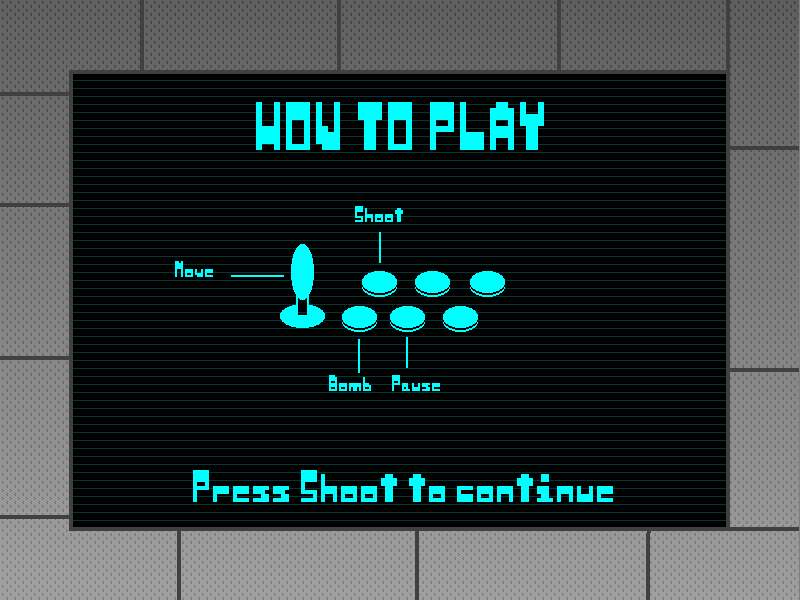 HOW TO PLAY
Shoot
Move
Bomb Pause
Press Shoot to continue